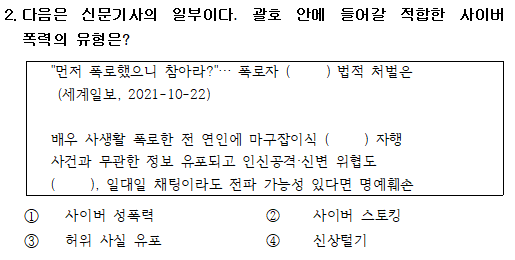 2. 다음은 신문기사의 일부이다. 괄호 안에 들어갈 적합한 사이버
폭력의 유형은?
"먼저 폭로했으니 참아라?"… 폭로자 (      ) 법적 처벌은
(세계일보, 2021-10-22)
배우 사생활 폭로한 전 연인에 마구잡이식 (      ) 자행
사건과 무관한 정보 유포되고 인신공격·신변 위협도
(      ), 일대일 채팅이라도 전파 가능성 있다면 명예훼손
① 사이버 성폭력 ② 사이버 스토킹
③ 허위 사실 유포 ④ 신상털기